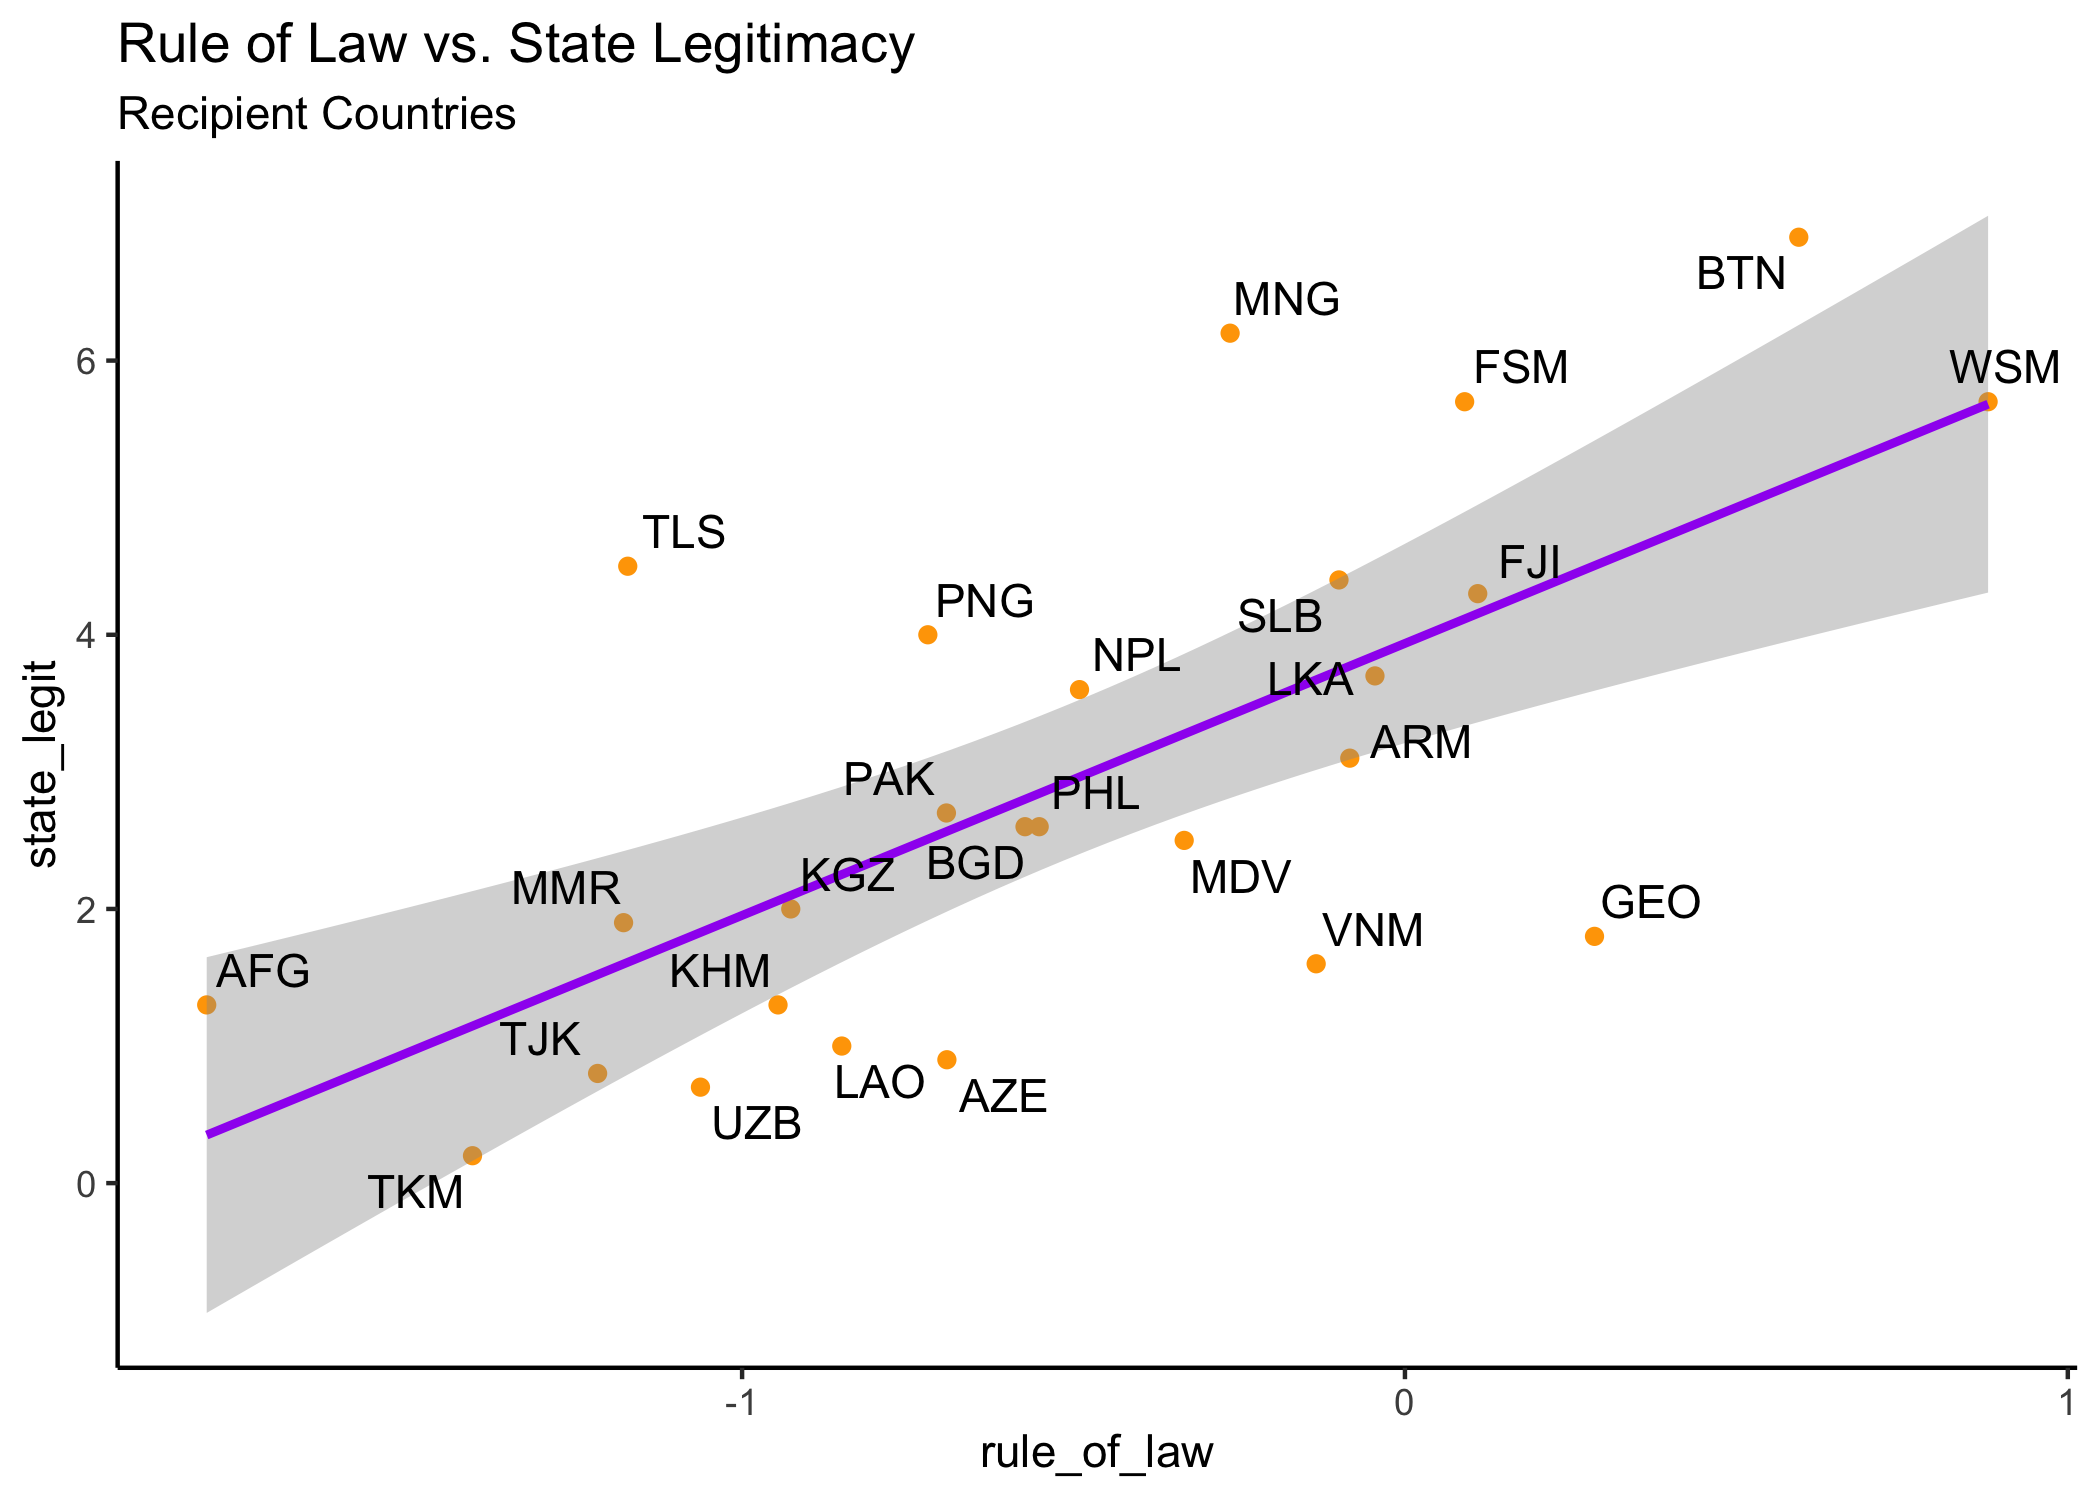 Rule of Law vs. State Legitimacy
Recipient Countries
BTN
MNG
FSM
WSM
6
TLS
FJI
PNG
SLB
4
NPL
LKA
ARM
state_legit
PAK
PHL
BGD
KGZ
MMR
MDV
GEO
2
VNM
AFG
KHM
TJK
LAO
AZE
UZB
0
TKM
-1
0
1
rule_of_law